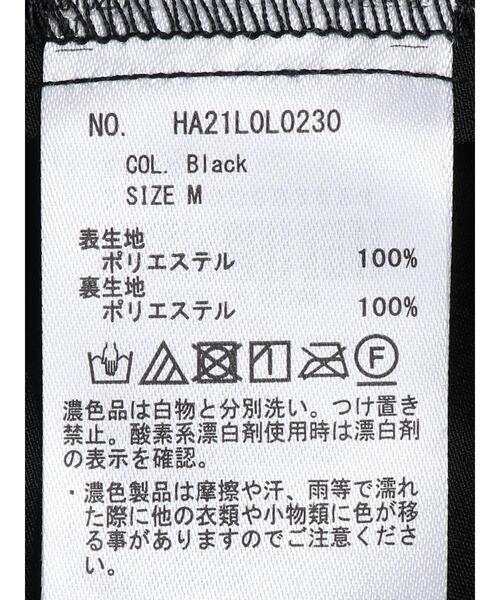 NO. HA21L0L0230
COL. Black
SIZE M
表生地
ポリエステル 100%
裏生地
ポリエステル 100%
F
濃色品は白物と分別洗い。つけ置き
禁止。酸素系漂白剤使用時は漂白剤
の表示を確認。
・濃色製品は摩擦や汗、雨等で濡れ
た際に他の衣類や小物類に色が移
る事がありますのでご注意くださ
い。